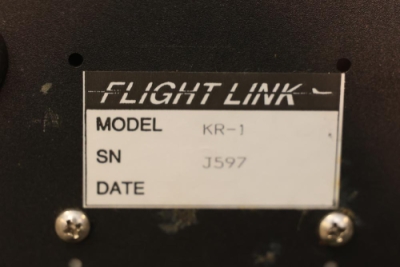 FLIGHT LINK
MODEL KR-1
SN J597
DATE